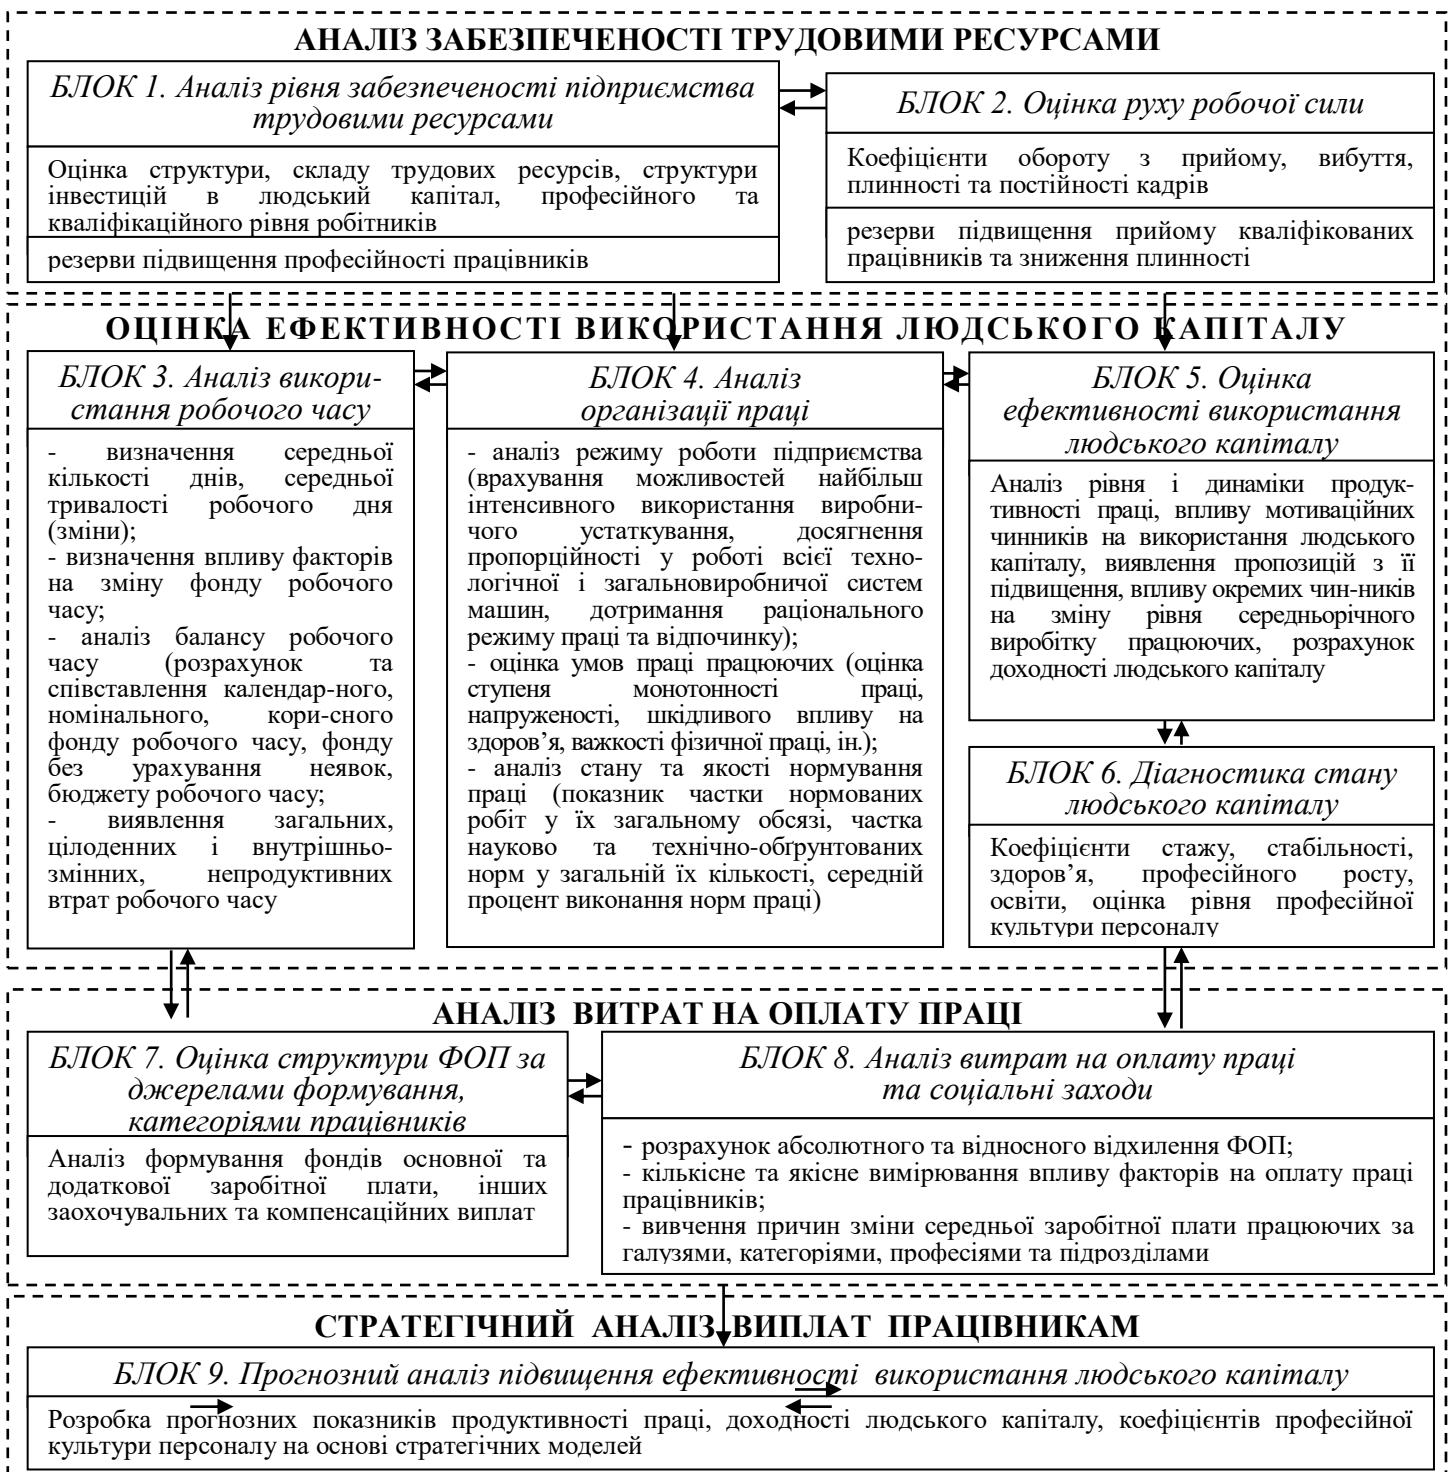 АНАЛІЗ ЗАБЕЗПЕЧЕНОСТІ ТРУДОВИМИ РЕСУРСАМИ
БЛОК 1. Аналіз рівня забезпеченості підприємства
трудовими ресурсами
Оцінка структури, складу трудових ресурсів, структури
інвестицій в людський капітал, професійного та
кваліфікаційного рівня робітників
резерви підвищення професійності працівників
БЛОК 2. Оцінка руху робочої сили
Коефіцієнти обороту з прийому, вибуття,
плинності та постійності кадрів
резерви підвищення прийому кваліфікованих
працівників та зниження плинності
ОЦІНКА ЕФЕКТИВНОСТІ ВИКОРИСТАННЯ ЛЮДСЬКОГО КАПІТАЛУ
БЛОК 3. Аналіз викори-
стання робочого часу
- визначення середньої
кількості днів, середньої
тривалості робочого дня
(зміни);
- визначення впливу факторів
на зміну фонду робочого
часу;
- аналіз балансу робочого
часу (розрахунок та
співставлення календар-ного,
номінального, кори-сного
фонду робочого часу, фонду
без урахування неявок,
бюджету робочого часу;
- виявлення загальних,
цілоденних і внутрішньо-
змінних, непродуктивних
втрат робочого часу
БЛОК 4. Аналіз
організації праці
- аналіз режиму роботи підприємства
(врахування можливостей найбільш
інтенсивного використання виробни-
чого устаткування, досягнення
пропорційності у роботі всієї техно-
логічної і загальновиробничої систем
машин, дотримання раціонального
режиму праці та відпочинку);
- оцінка умов праці працюючих (оцінка
ступеня монотонності праці,
напруженості, шкідливого впливу на
здоров’я, важкості фізичної праці, ін.);
- аналіз стану та якості нормування
праці (показник частки нормованих
робіт у їх загальному обсязі, частка
науково та технічно-обґрунтованих
норм у загальній їх кількості, середній
процент виконання норм праці)
БЛОК 5. Оцінка
ефективності використання
людського капіталу
Аналіз рівня і динаміки продук-
тивності праці, впливу мотиваційних
чинників на використання людського
капіталу, виявлення пропозицій з її
підвищення, впливу окремих чин-ників
на зміну рівня середньорічного
виробітку працюючих, розрахунок
доходності людського капіталу
БЛОК 6. Діагностика стану
людського капіталу
Коефіцієнти стажу, стабільності,
здоров’я, професійного росту,
освіти, оцінка рівня професійної
культури персоналу
АНАЛІЗ ВИТРАТ НА ОПЛАТУ ПРАЦІ
БЛОК 7. Оцінка структури ФОП за
джерелами формування,
категоріями працівників
Аналіз формування фондів основної та
додаткової заробітної плати, інших
заохочувальних та компенсаційних виплат
БЛОК 8. Аналіз витрат на оплату праці
та соціальні заходи
- розрахунок абсолютного та відносного відхилення ФОП;
- кількісне та якісне вимірювання впливу факторів на оплату праці
працівників;
- вивчення причин зміни середньої заробітної плати працюючих за
галузями, категоріями, професіями та підрозділами
СТРАТЕГІЧНИЙ АНАЛІЗ ВИПЛАТ ПРАЦІВНИКАМ
БЛОК 9. Прогнозний аналіз підвищення ефективності використання людського капіталу
Розробка прогнозних показників продуктивності праці, доходності людського капіталу, коефіцієнтів професійної
культури персоналу на основі стратегічних моделей